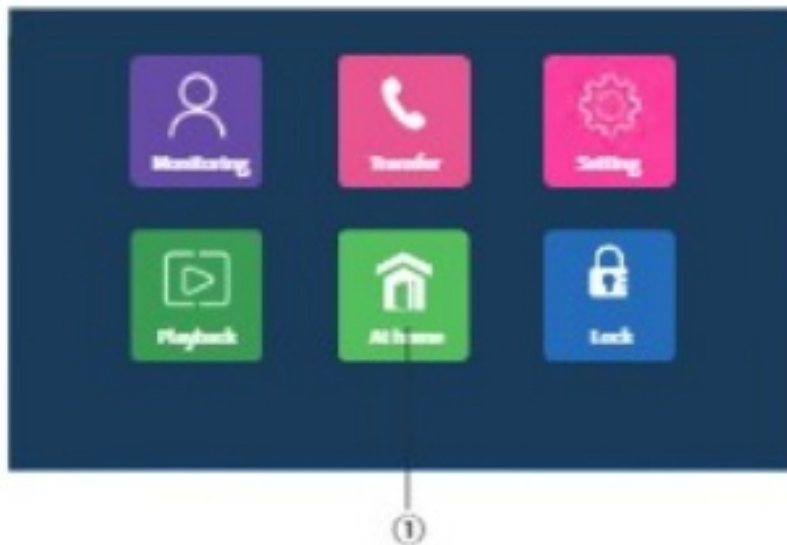 Monitoring
Transfer
Setting
Playback
At home
Lock
①